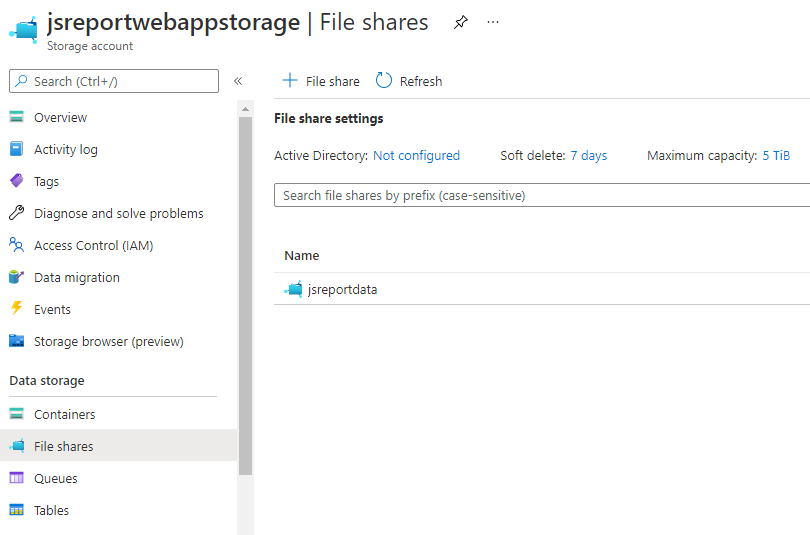 jsreportwebappstorage | File shares
Storage account
Search (Ctrl+/)
Overview
Activity log
Tags
Diagnose and solve problems
Access Control (IAM)
Data migration
Events
Storage browser (preview)
Data storage
Containers
File shares
Queues
Tables
File share
Refresh
File share settings
Active Directory: Not configured
Soft delete: 7 days
Maximum capacity: 5 TiB
Search file shares by prefix (case-sensitive)
Name
jsreportdata